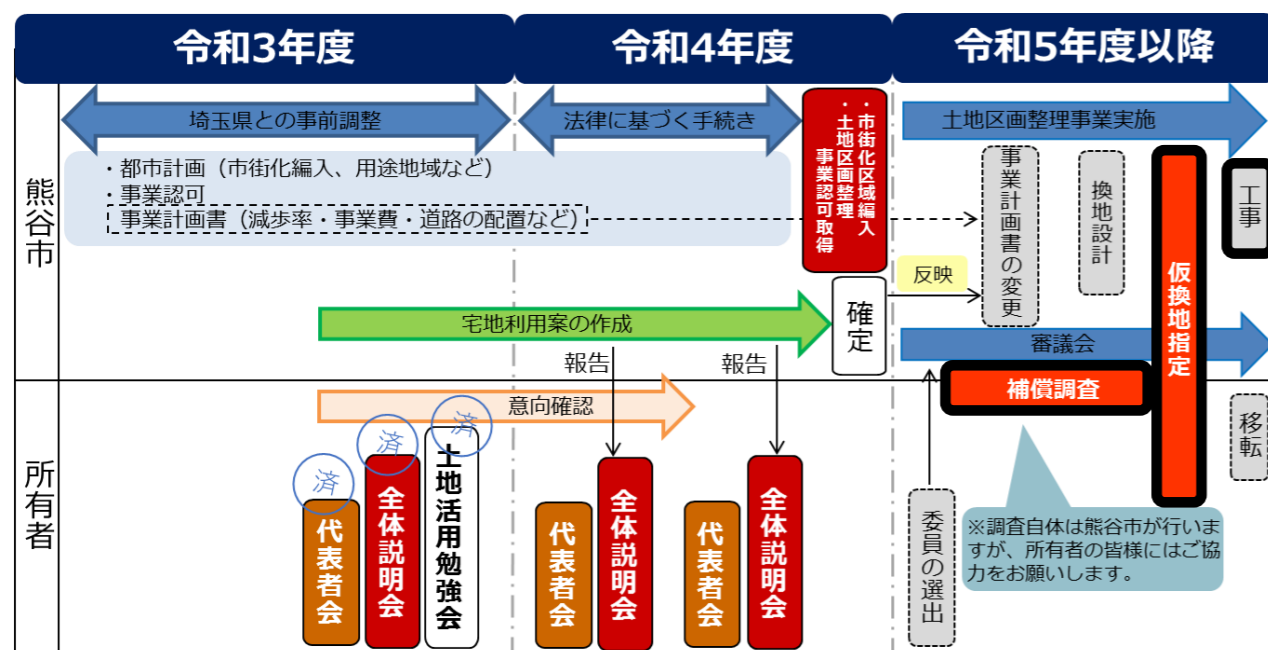 令和3年度
令和4年度
令和5年度以降
熊谷市
埼玉県との事前調整
法律に基づく手続き
・市街化区域編入
・土地区画整理
事業認可取得
土地区画整理事業実施
・都市計画（市街化編入、用途地域など）
・事業認可
事業計画書（減歩率・事業費・道路の配置など）
事業計画書の変更
換地設計
仮換地指定
工事
反映
宅地利用案の作成
確定
審議会
報告
報告
補償調査
所有者
意向確認
済
済
済
代表者会
全体説明会
土地活用勉強会
代表者会
全体説明会
代表者会
全体説明会
委員の選出
移転
※調査自体は熊谷市が行いま
すが、所有者の皆様にはご協
力をお願いします。